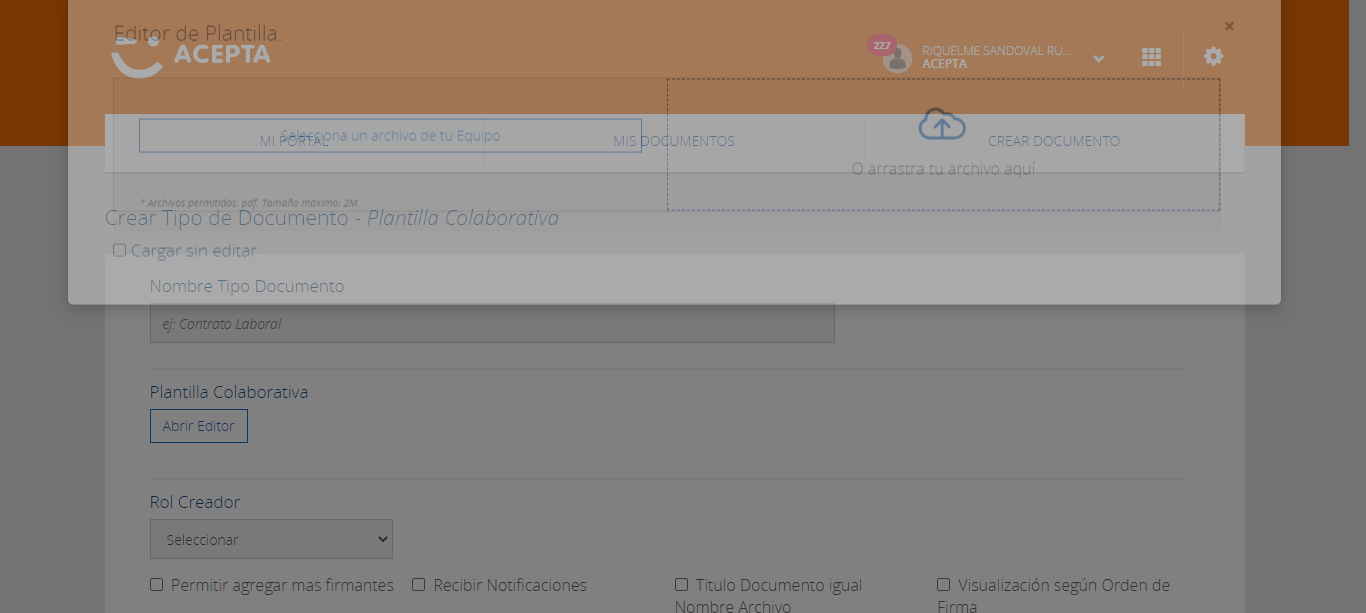 Editor de Plantilla.
×
ACEPTA
227
RIQUELME SANDOVAL RU...
ACEPTA
Selecciona un archivo de tu Equipo
MI PORTAL
MIS DOCUMENTOS
CREAR DOCUMENTO
O arrastra tu archivo aquí
* Archivos permitidos: pdf. Tamaño máximo: 2M
Crear Tipo de Documento - Plantilla Colaborativa
Cargar sin editar
Nombre Tipo Documento
ej: Contrato Laboral
Plantilla Colaborativa
Abrir Editor
Rol Creador
Seleccionar
Permitir agregar mas firmantes
Recibir Notificaciones
Titulo Documento igual
Nombre Archivo
Visualización según Orden de
Firma